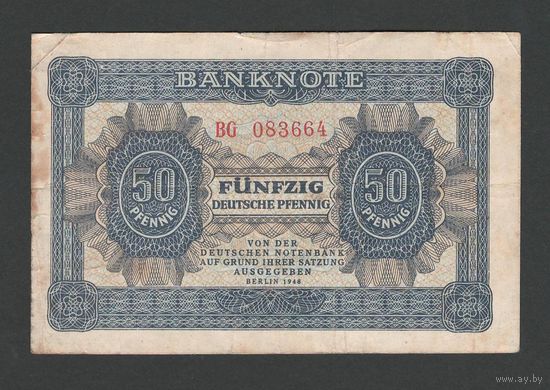 BANKNOTE
BG 083664
50
PFENNIG
FÜNFZIG
DEUTSCHE PFENNIG
50
PFENNIG
VON DER
DEUTSCHEN NOTENBANK
AUF GRUND IHRER SATZUNG
AUSGEGEBEN
BERLIN 1948
www.ay.by